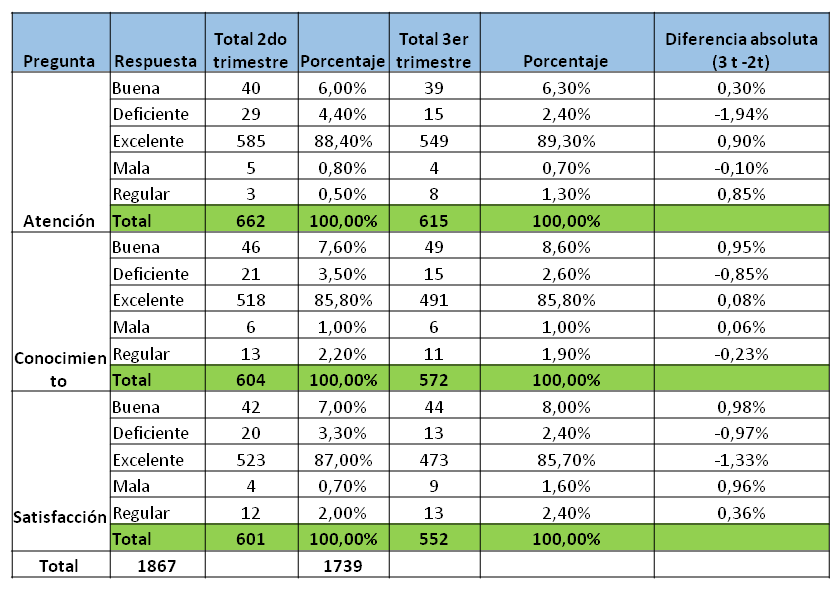 Pregunta Respuesta Total 2do trimestre Porcentaje Total 3er trimestre Porcentaje Diferencia absoluta (3 t -2t)
Buena 40 6,00% 39 6,30% 0,30%
Deficiente 29 4,40% 15 2,40% -1,94%
Excelente 585 88,40% 549 89,30% 0,90%
Mala 5 0,80% 4 0,70% -0,10%
Regular 3 0,50% 8 1,30% 0,85%
Atención Total 662 100,00% 615 100,00%
Buena 46 7,60% 49 8,60% 0,95%
Deficiente 21 3,50% 15 2,60% -0,85%
Excelente 518 85,80% 491 85,80% 0,08%
Mala 6 1,00% 6 1,00% 0,06%
Conocimien Regular 13 2,20% 11 1,90% -0,23%
to Total 604 100,00% 572 100,00%
Buena 42 7,00% 44 8,00% 0,98%
Deficiente 20 3,30% 13 2,40% -0,97%
Excelente 523 87,00% 473 85,70% -1,33%
Mala 4 0,70% 9 1,60% 0,96%
Satisfacción Regular 12 2,00% 13 2,40% 0,36%
Total 601 100,00% 552 100,00%
Total 1867 1739